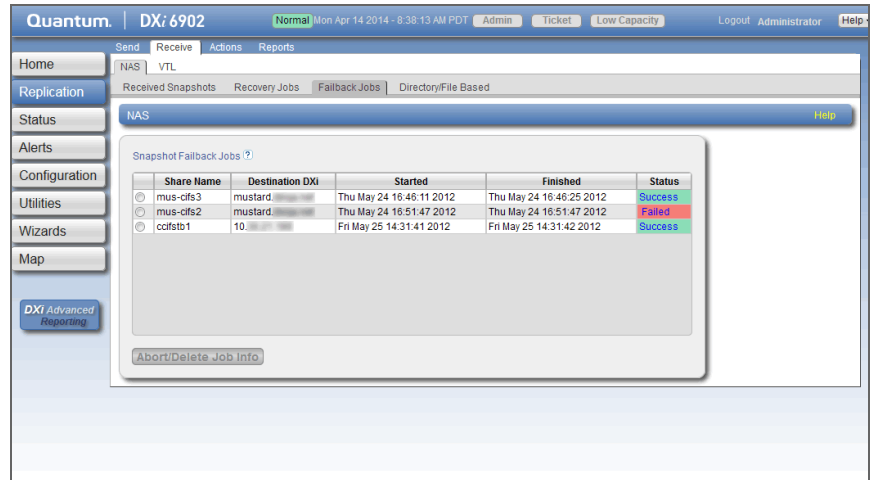 Quantum. DXi 6902 Normal Mon Apr 14 2014 - 8:38:13 AM PDT Admin Ticket Low Capacity Logout Administrator Help
Send Receive Actions Reports
Home
NAS VTL
Replication
Received Snapshots Recovery Jobs Failback Jobs Directory/File Based
Status
NAS Help
Alerts
Snapshot Failback Jobs ?
Configuration
Share Name Destination DXi Started Finished Status
Utilities
mus-cifs3 mustard. Thu May 24 16:46:11 2012 Thu May 24 16:46:25 2012 Success
mus-cifs2 mustard. Thu May 24 16:51:47 2012 Thu May 24 16:51:47 2012 Failed
Wizards
ccifstb1 10. Fri May 25 14:31:41 2012 Fri May 25 14:31:42 2012 Success
Map
DXi Advanced
Reporting
Abort/Delete Job Info